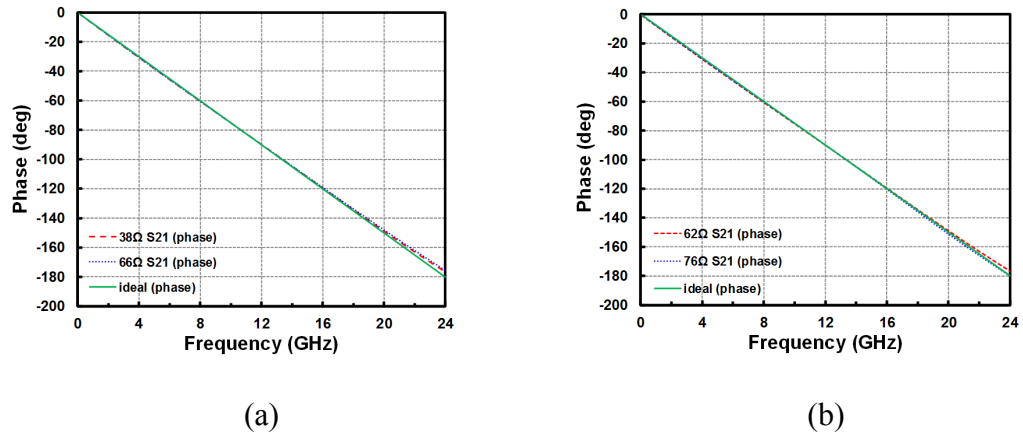 0
-20
-40
-60
-80
-100
-120
-140
-160
-180
-200
Phase (deg)
38Ω S21 (phase)
66Ω S21 (phase)
ideal (phase)
0 4 8 12 16 20 24
Frequency (GHz)
(a)
0
-20
-40
-60
-80
-100
-120
-140
-160
-180
-200
Phase (deg)
62Ω S21 (phase)
76Ω S21 (phase)
ideal (phase)
0 4 8 12 16 20 24
Frequency (GHz)
(b)